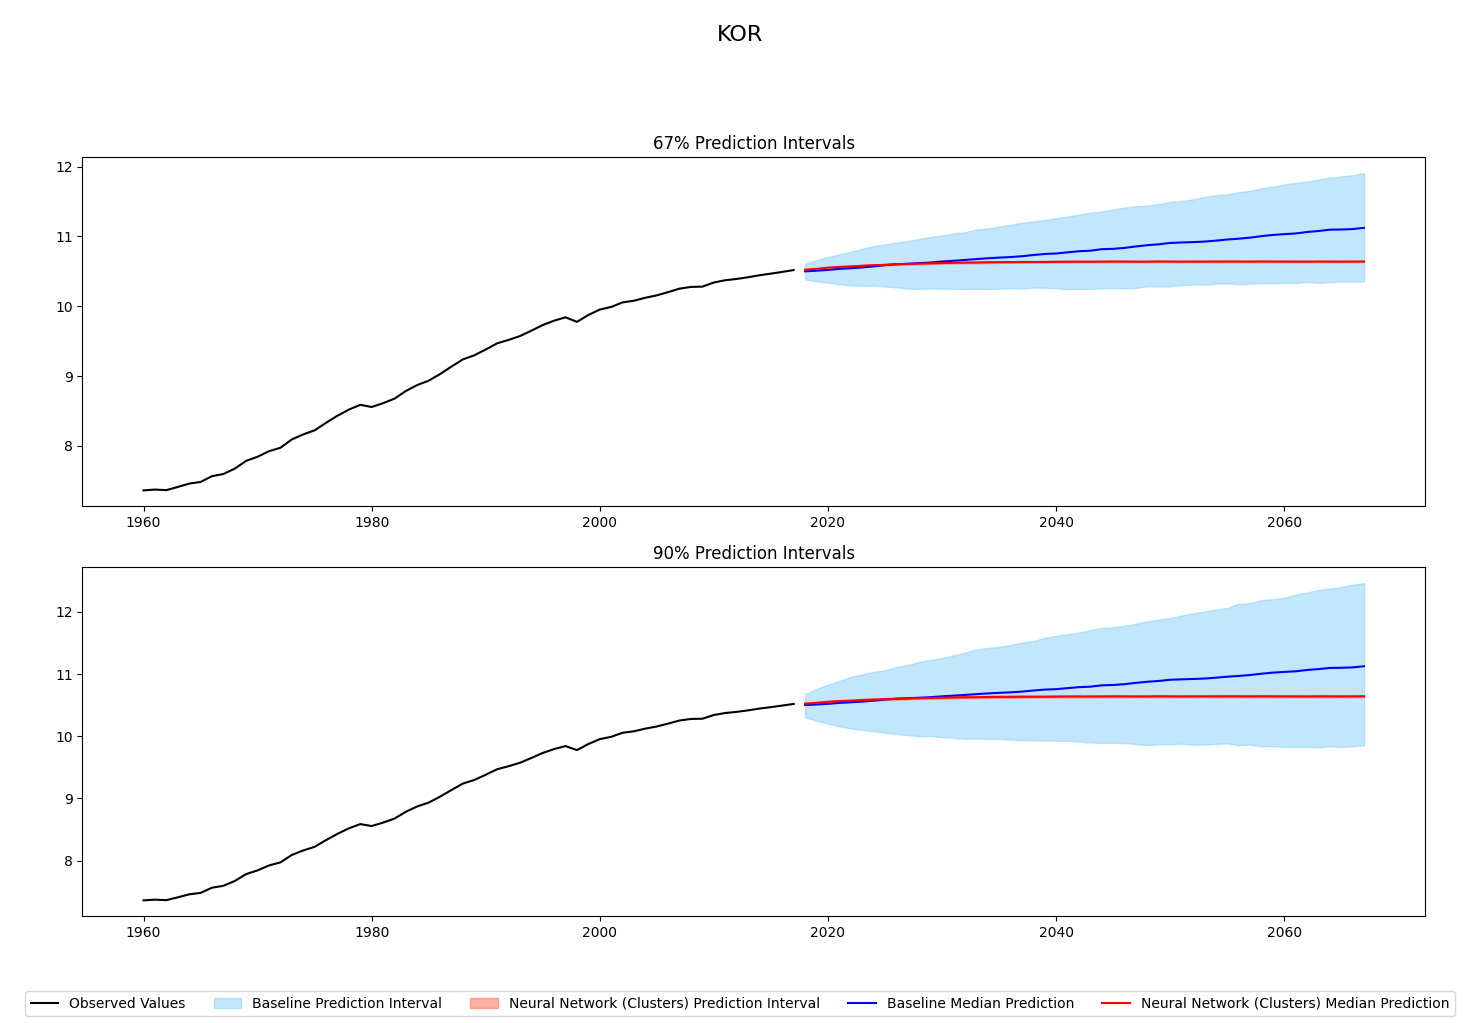 KOR
67% Prediction Intervals
12
11
10
9
8
1960 1980 2000 2020 2040 2060
90% Prediction Intervals
12
11
10
9
8
1960 1980 2000 2020 2040 2060
Observed Values Baseline Prediction Interval Neural Network (Clusters) Prediction Interval Baseline Median Prediction Neural Network (Clusters) Median Prediction